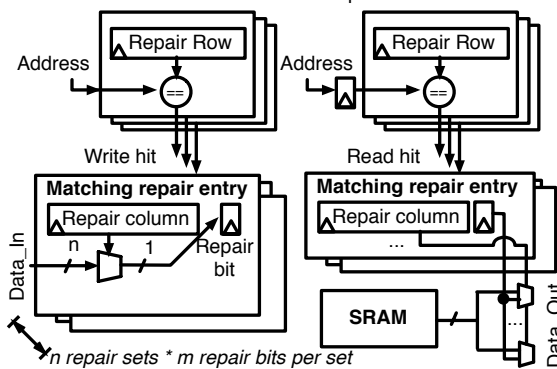 Repair Row
Address
==
Write hit
Matching repair entry
Repair column
n
1
Repair
bit
Data_In
n repair sets * m repair bits per set
Repair Row
Address
==
Read hit
Matching repair entry
Repair column
...
SRAM
...
Data_Out